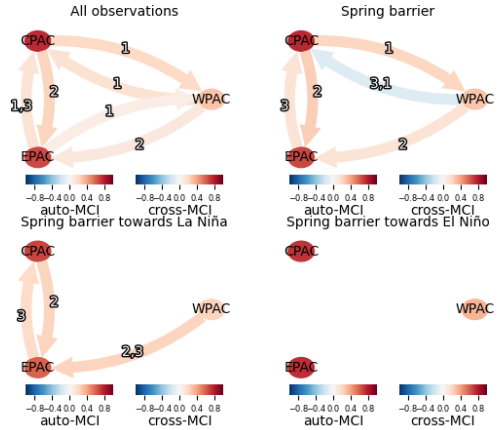 All observations
CPAC
1
2
1
WPAC
1,3
1
2
EPAC
−0.8−0.4 0.0 0.4 0.8
−0.8−0.4 0.0 0.4 0.8
auto-MCI
cross-MCI
Spring barrier
CPAC
1
3,1
2
WPAC
3
2
EPAC
−0.8−0.4 0.0 0.4 0.8
−0.8−0.4 0.0 0.4 0.8
auto-MCI
cross-MCI
Spring barrier towards La Niña
CPAC
2
WPAC
3
2,3
EPAC
−0.8−0.4 0.0 0.4 0.8
−0.8−0.4 0.0 0.4 0.8
auto-MCI
cross-MCI
Spring barrier towards El Niño
CPAC
WPAC
EPAC
−0.8−0.4 0.0 0.4 0.8
−0.8−0.4 0.0 0.4 0.8
auto-MCI
cross-MCI